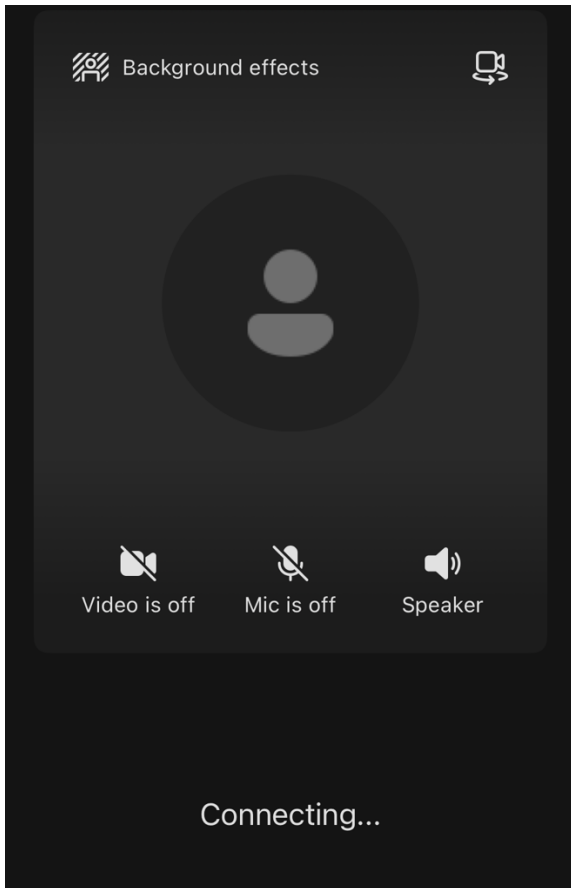 Background effects
Video is off
Mic is off
Speaker
Connecting...